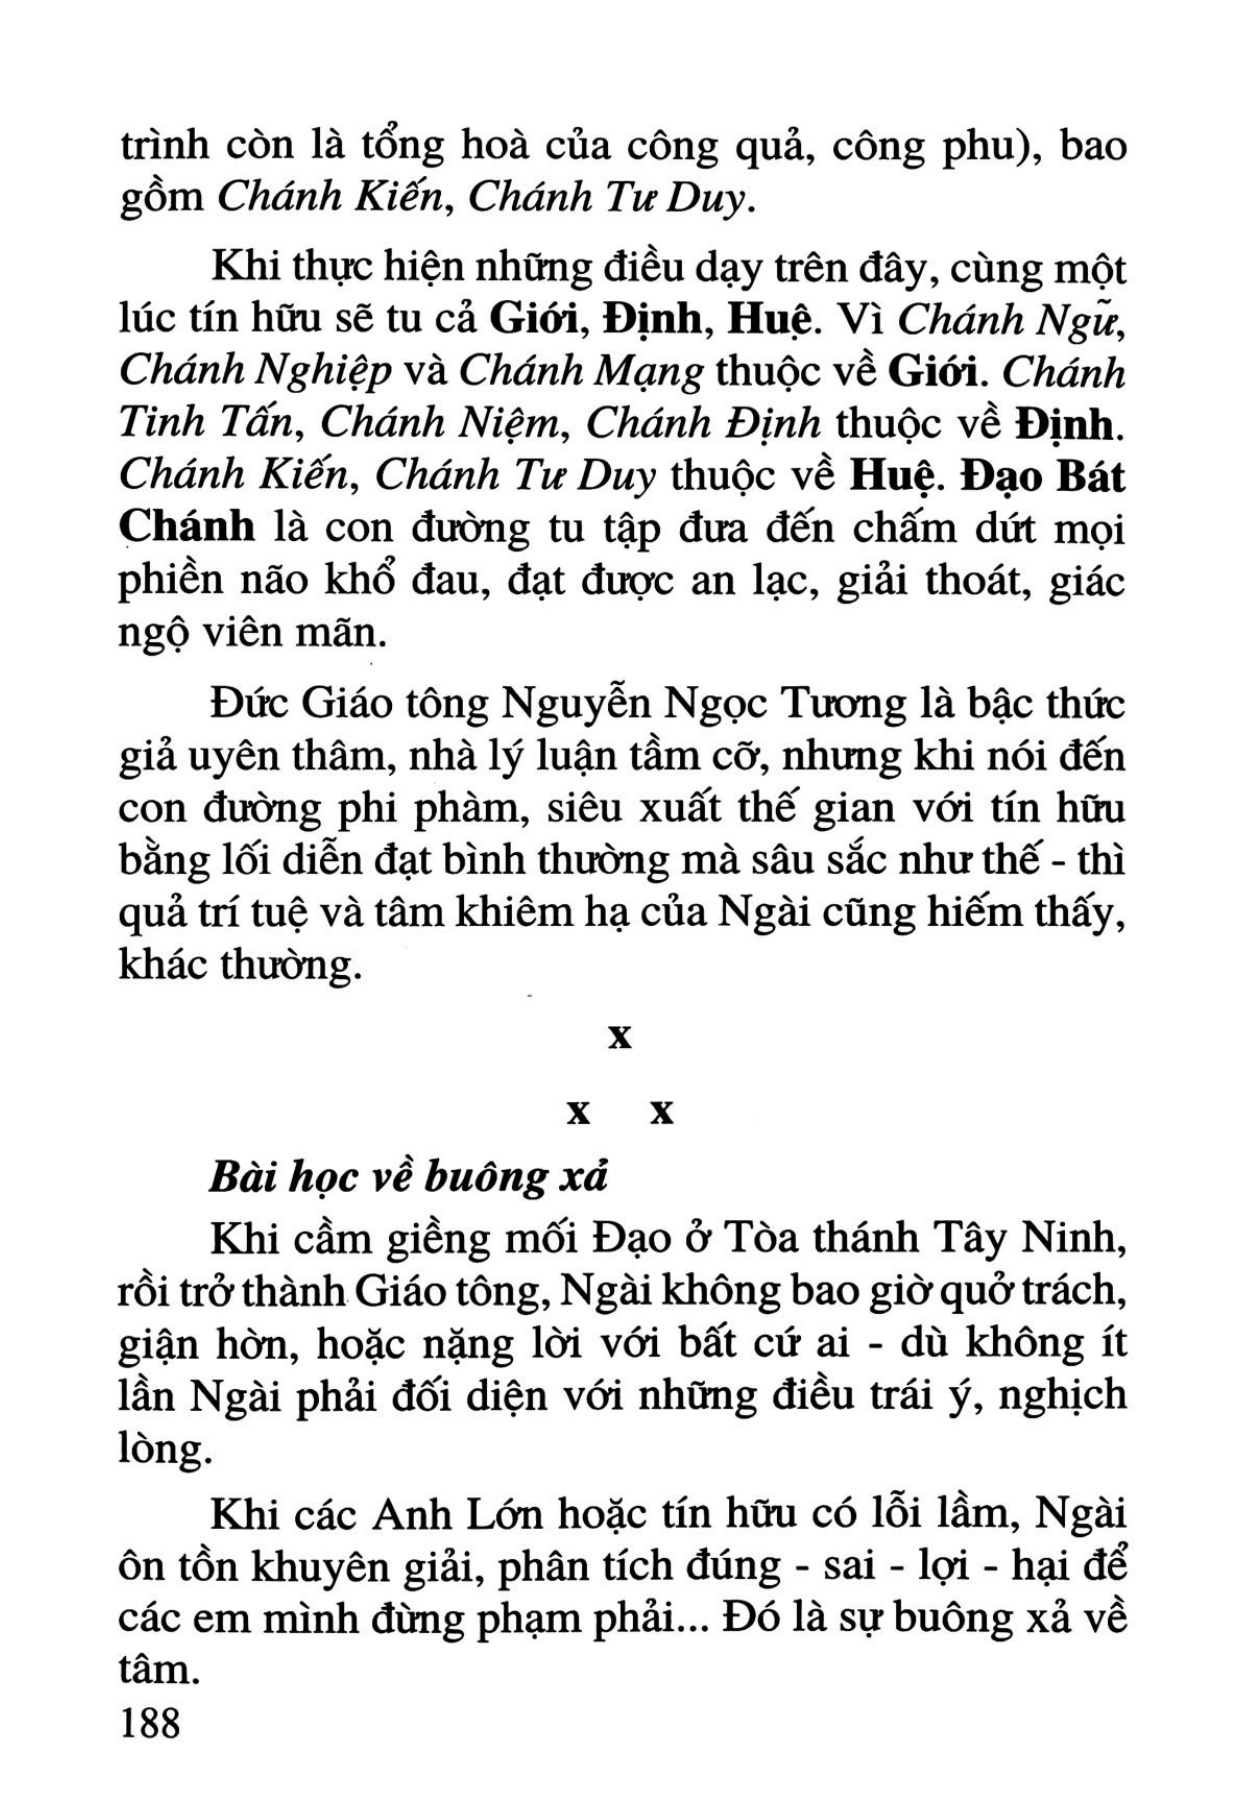 trình còn là tổng hoà của công quả, công phu), bao
gồm Chánh Kiến, Chánh Tư Duy.
Khi thực hiện những điều dạy trên đây, cùng một
lúc tín hữu sẽ tu cả Giới, Định, Huệ. Vì Chánh Ngữ,
Chánh Nghiệp và Chánh Mạng thuộc về Giới. Chánh
Tinh Tấn, Chánh Niệm, Chánh Định thuộc về Định.
Chánh Kiến, Chánh Tư Duy thuộc về Huệ. Đạo Bát
Chánh là con đường tu tập đưa đến chấm dứt mọi
phiền não khổ đau, đạt được an lạc, giải thoát, giác
ngộ viên mãn.
Đức Giáo tông Nguyễn Ngọc Tương là bậc thức
giả uyên thâm, nhà lý luận tầm cỡ, nhưng khi nói đến
con đường phi phàm, siêu xuất thế gian với tín hữu
bằng lối diễn đạt bình thường mà sâu sắc như thế - thì
quả trí tuệ và tâm khiêm hạ của Ngài cũng hiếm thấy,
khác thường.
x
x x
Bài học về buông xả
Khi cầm giềng mối Đạo ở Tòa thánh Tây Ninh,
rồi trở thành Giáo tông, Ngài không bao giờ quở trách,
giận hờn, hoặc nặng lời với bất cứ ai - dù không ít
lần Ngài phải đối diện với những điều trái ý, nghịch
lòng.
Khi các Anh Lớn hoặc tín hữu có lỗi lầm, Ngài
ôn tồn khuyên giải, phân tích đúng - sai - lợi - hại để
các em mình đừng phạm phải... Đó là sự buông xả về
tâm.
188